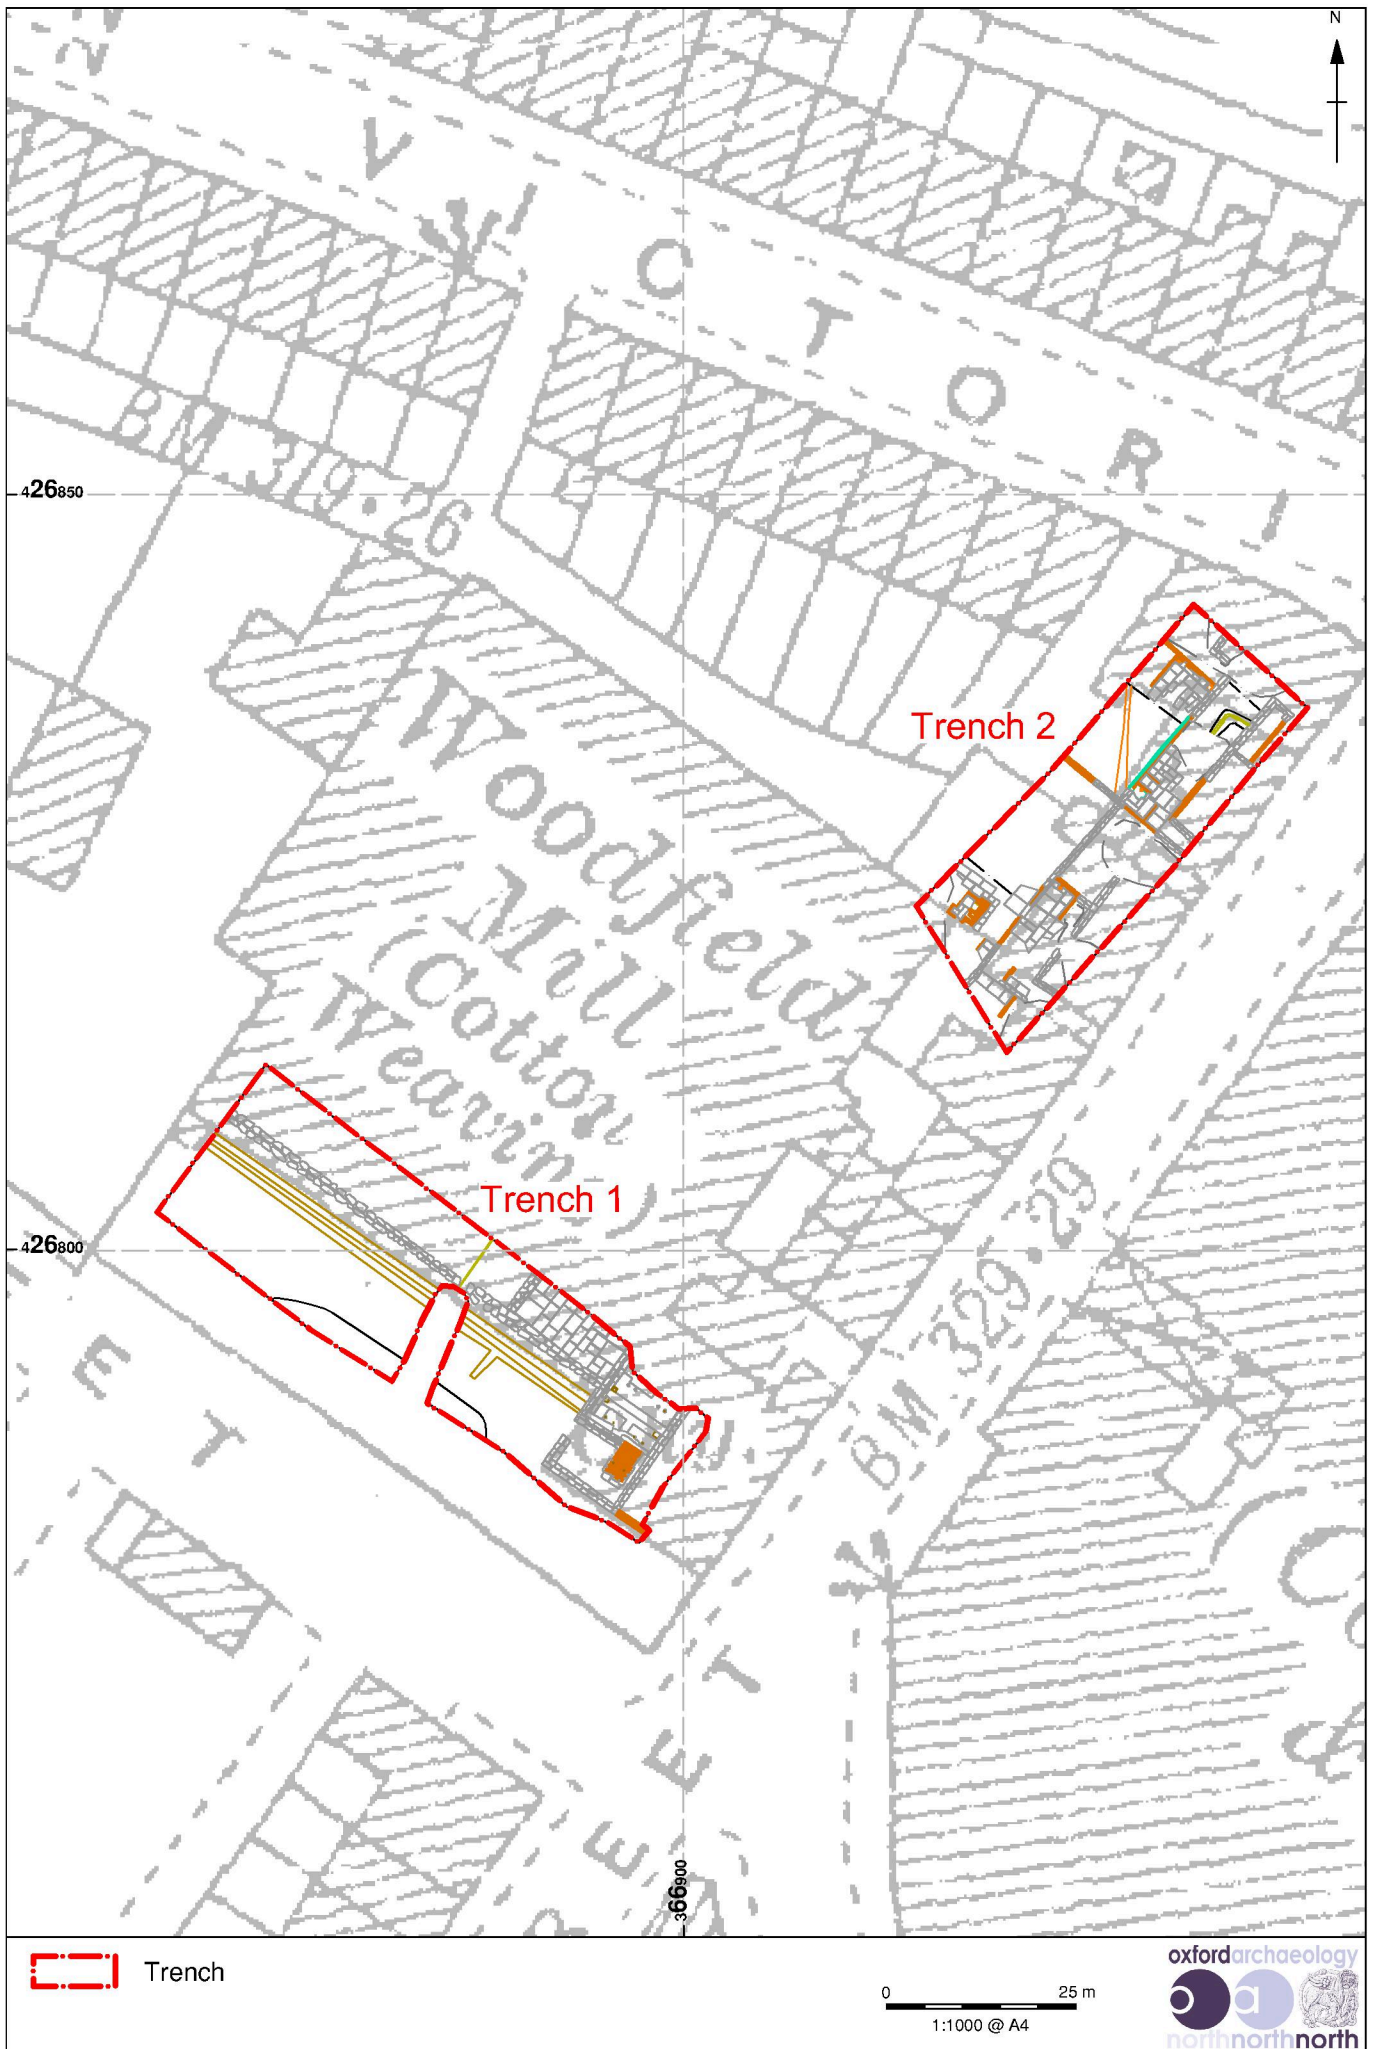 N
V I C T O R I
BM.319·26
426850
Woodfield
Mill
(Cotton
Weaving)
Trench 2
Trench 1
426800
E T
BM 329·29
T
E
E
366900
Trench
0 25 m
1:1000 @ A4
oxfordarchaeology
oa
northnorthnorth